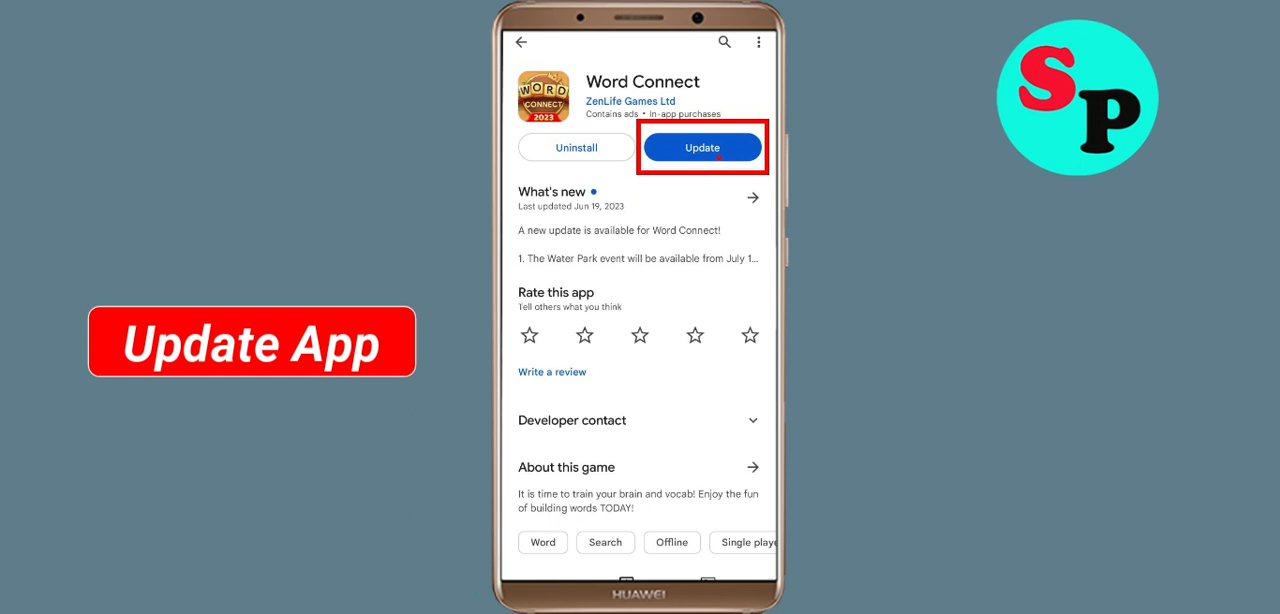 Word Connect
ZenLife Games Ltd
Contains ads • In-app purchases
WORD
CONNECT
2023
Uninstall
Update
What's new
Last updated Jun 19, 2023
A new update is available for Word Connect!
1. The Water Park event will be available from July 1...
Rate this app
Tell others what you think
Write a review
Developer contact
About this game
It is time to train your brain and vocab! Enjoy the fun
of building words TODAY!
Word
Search
Offline
Single playe
HUAWEI
Update App
SP